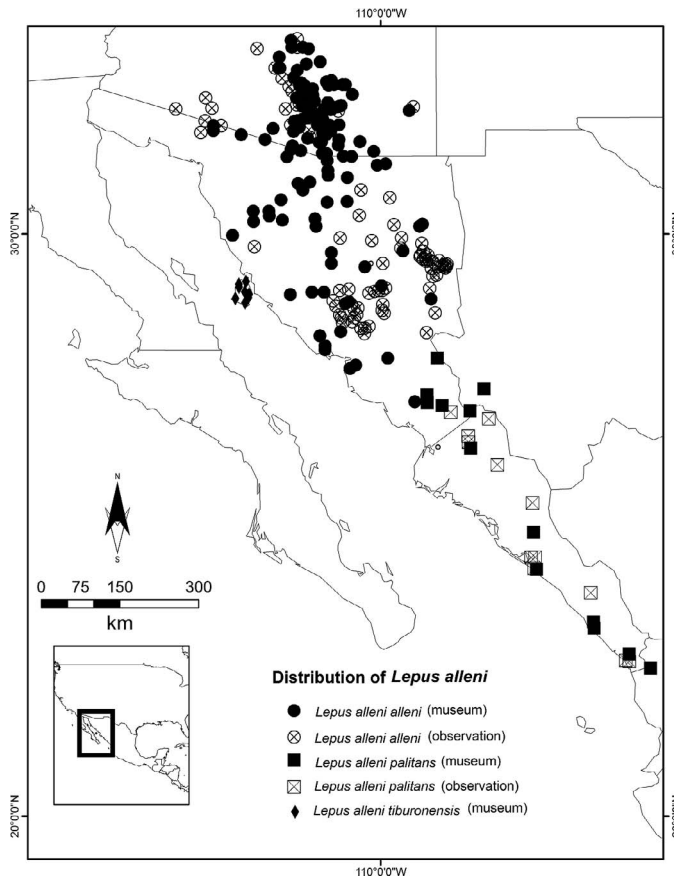 110°0'0"W
30°0'0"N
N
S
0 75 150 300
km
Distribution of Lepus alleni
Lepus alleni alleni (museum)
Lepus alleni alleni (observation)
Lepus alleni palitans (museum)
Lepus alleni palitans (observation)
Lepus alleni tiburonensis (museum)
20°0'0"N
110°0'0"W